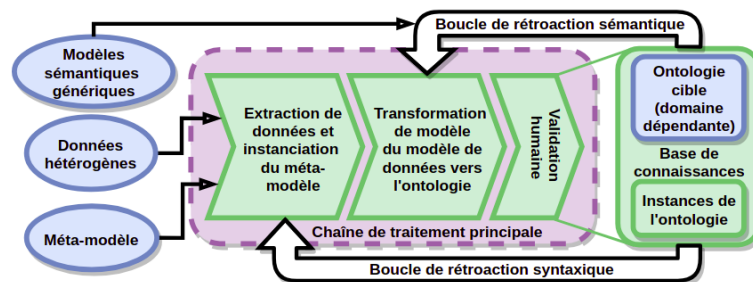 Boucle de rétroaction sémantique
Modèles
sémantiques
génériques
Données
hétérogènes
Méta-modèle
Extraction de
données et
instanciation
du méta-
modèle
Transformation
de modèle
du modèle de
données vers
l'ontologie
Validation
humaine
Chaîne de traitement principale
Ontologie
cible
(domaine
dépendante)
Base de
connaissances
Instances de
l'ontologie
Boucle de rétroaction syntaxique